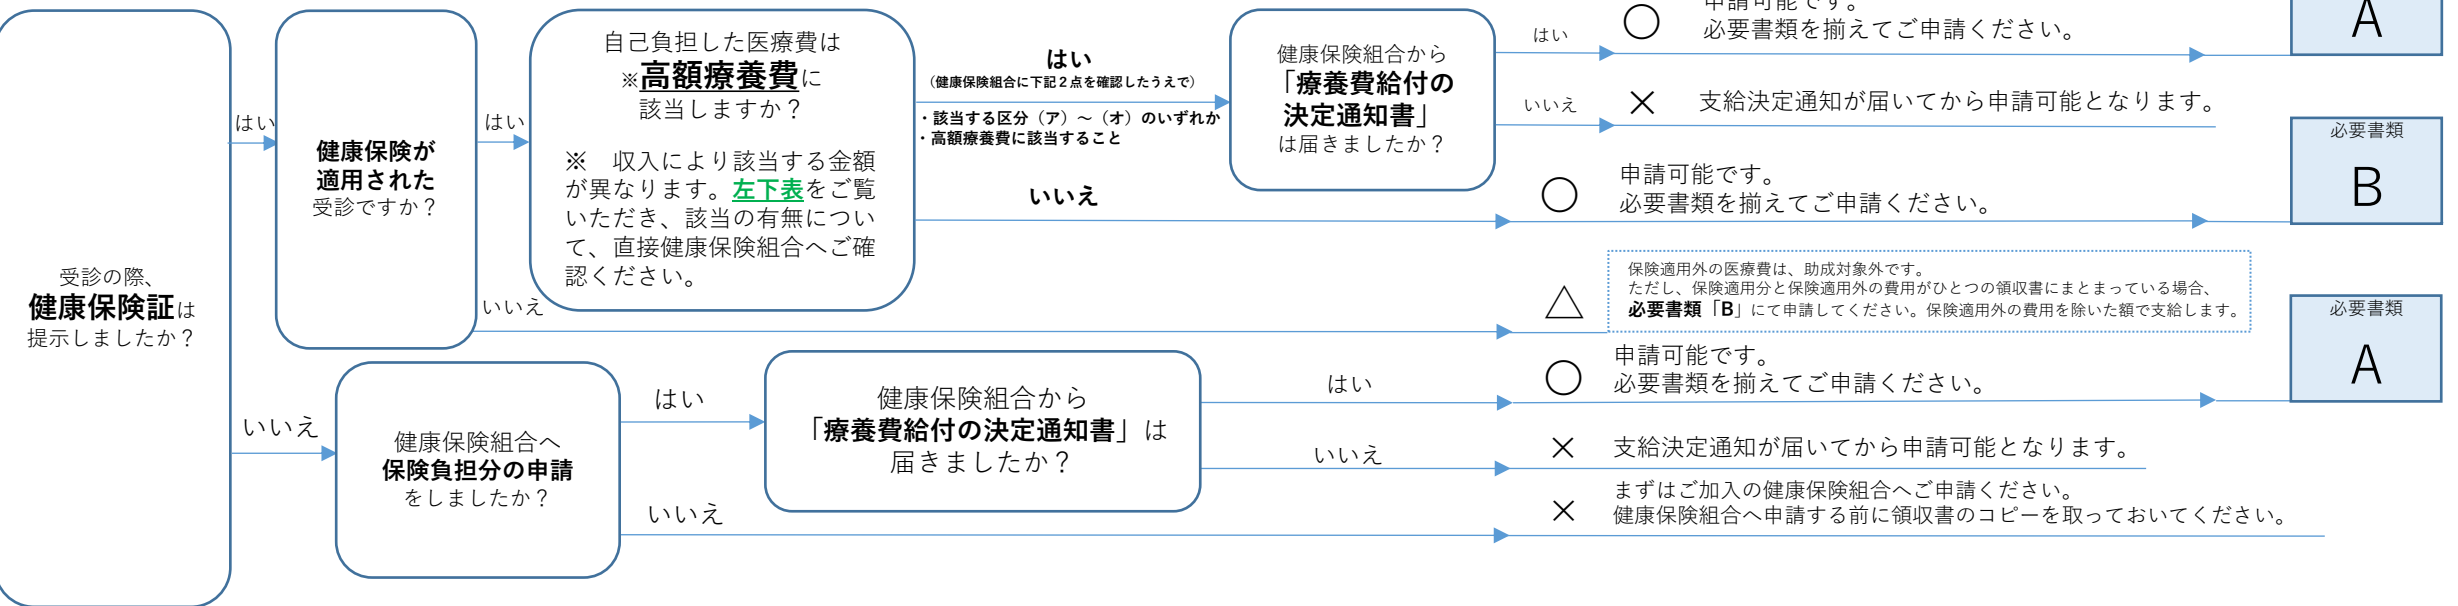 受診の際、
健康保険証は
提示しましたか？
はい
いいえ
健康保険が
適用された
受診ですか？
はい
いいえ
自己負担した医療費は
※高額療養費に
該当しますか？
※　収入により該当する金額
が異なります。左下表をご覧
いただき、該当の有無につい
て、直接健康保険組合へご確
認ください。
はい
（健康保険組合に下記２点を確認したうえで）
・該当する区分（ア）～（オ）のいずれか
・高額療養費に該当すること
いいえ
健康保険組合から
「療養費給付の
決定通知書」
は届きましたか？
はい
いいえ
○
申請可能です。
必要書類を揃えてご申請ください。
A
×
支給決定通知が届いてから申請可能となります。
○
申請可能です。
必要書類を揃えてご申請ください。
必要書類
B
△
保険適用外の医療費は、助成対象外です。
ただし、保険適用分と保険適用外の費用がひとつの領収書にまとまっている場合、
必要書類「B」にて申請してください。保険適用外の費用を除いた額で支給します。
健康保険組合へ
保険負担分の申請
をしましたか？
はい
いいえ
健康保険組合から
「療養費給付の決定通知書」は
届きましたか？
はい
いいえ
○
申請可能です。
必要書類を揃えてご申請ください。
必要書類
A
×
支給決定通知が届いてから申請可能となります。
×
まずはご加入の健康保険組合へご申請ください。
健康保険組合へ申請する前に領収書のコピーを取っておいてください。